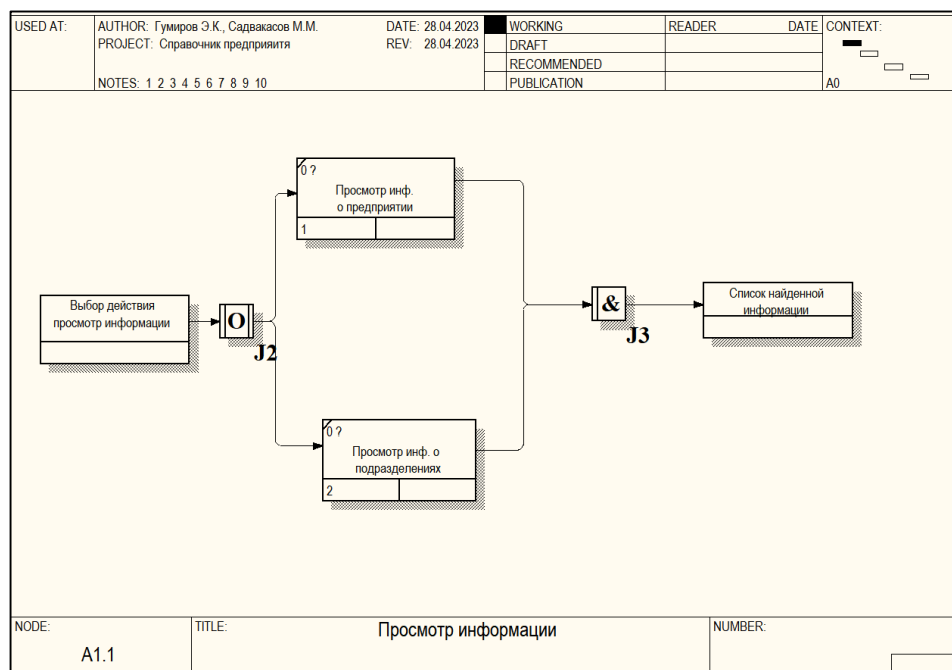 USED AT:
AUTHOR: Гумиров Э.К., Садвакасов М.М.
DATE: 28.04.2023
PROJECT: Справочник предприяитя
REV: 28.04.2023
NOTES: 1 2 3 4 5 6 7 8 9 10
WORKING
DRAFT
RECOMMENDED
PUBLICATION
READER
DATE
CONTEXT:
A0
0 ?
Просмотр инф.
о предприятии
1
Выбор действия
просмотр информации
O
J2
&
J3
Список найденной
информации
0 ?
Просмотр инф. о
подразделениях
2
NODE:
A1.1
TITLE:
Просмотр информации
NUMBER: